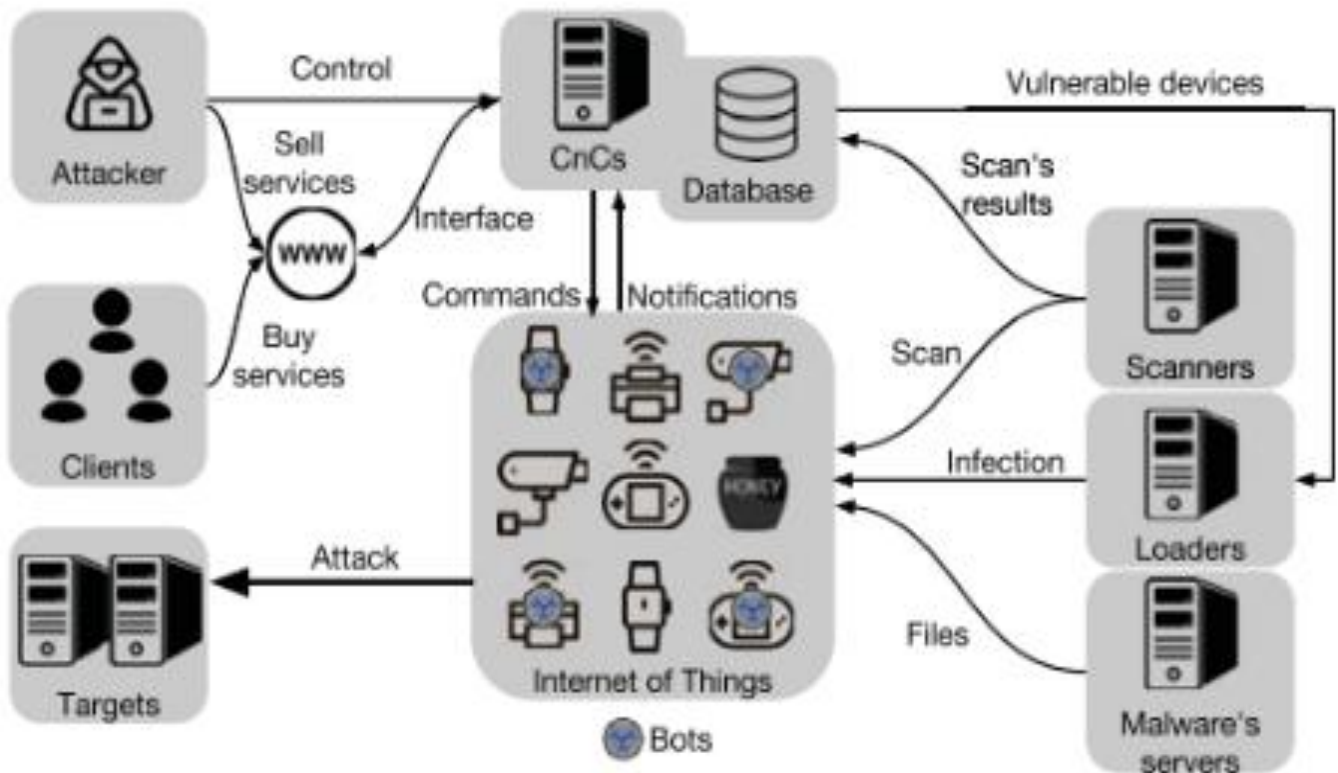 Attacker
Control
Sell
services
www
Interface
Buy
services
Clients
CnCs
Database
Vulnerable devices
Scan's
results
Scanners
Commands
Notifications
Scan
Infection
Loaders
HONEY
Attack
Targets
Files
Internet of Things
Malware's
servers
Bots